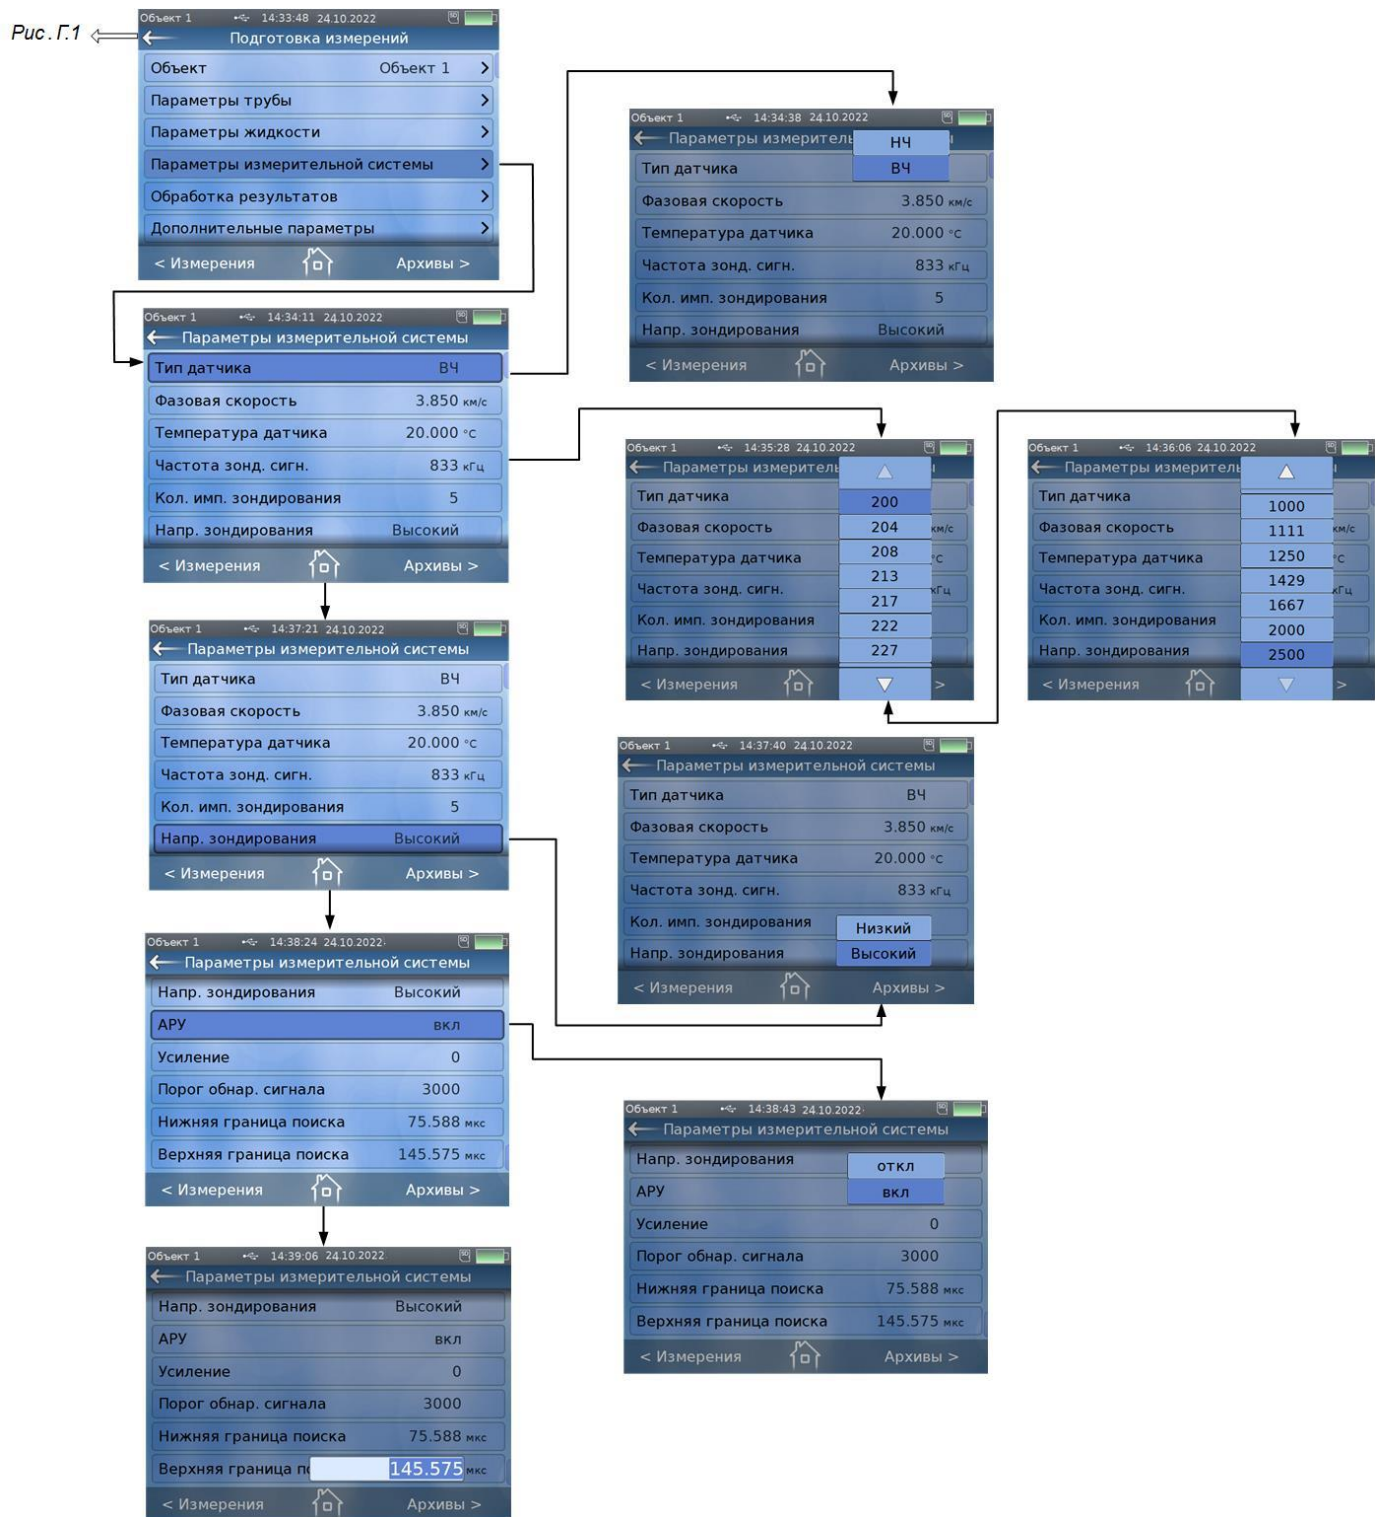 Рис. Г.1
Объект 1 14:33:48 24.10.2022
Подготовка измерений
Объект Объект 1 >
Параметры трубы >
Параметры жидкости >
Параметры измерительной системы >
Обработка результатов >
Дополнительные параметры >
< Измерения Архивы >
Объект 1 14:34:38 24.10.2022
Параметры измеритель
НЧ
ВЧ
Тип датчика
Фазовая скорость 3.850 км/с
Температура датчика 20.000 °С
Частота зонд. сигн. 833 кГц
Кол. имп. зондирования 5
Напр. зондирования Высокий
< Измерения Архивы >
Объект 1 14:34:11 24.10.2022
Параметры измерительной системы
Тип датчика ВЧ
Фазовая скорость 3.850 км/с
Температура датчика 20.000 °С
Частота зонд. сигн. 833 кГц
Кол. имп. зондирования 5
Напр. зондирования Высокий
< Измерения Архивы >
Объект 1 14:35:28 24.10.2022
Параметры измеритель
Тип датчика 200
Фазовая скорость 204 км/с
208
Температура датчика °С
213
Частота зонд. сигн. кГц
217
Кол. имп. зондирования 222
Напр. зондирования 227
< Измерения >
Объект 1 14:36:06 24.10.2022
Параметры измеритель
Тип датчика 1000
Фазовая скорость 1111 км/с
Температура датчика 1250 °С
1429
Частота зонд. сигн. кГц
1667
Кол. имп. зондирования 2000
Напр. зондирования 2500
< Измерения >
Объект 1 14:37:21 24.10.2022
Параметры измерительной системы
Тип датчика ВЧ
Фазовая скорость 3.850 км/с
Температура датчика 20.000 °С
Частота зонд. сигн. 833 кГц
Кол. имп. зондирования 5
Напр. зондирования Высокий
< Измерения Архивы >
Объект 1 14:37:40 24.10.2022
Параметры измерительной системы
Тип датчика ВЧ
Фазовая скорость 3.850 км/с
Температура датчика 20.000 °С
Частота зонд. сигн. 833 кГц
Кол. имп. зондирования
Низкий
Напр. зондирования Высокий
< Измерения Архивы >
Объект 1 14:38:24 24.10.2022
Параметры измерительной системы
Напр. зондирования Высокий
АРУ вкл
Усиление 0
Порог обнар. сигнала 3000
Нижняя граница поиска 75.588 мкс
Верхняя граница поиска 145.575 мкс
< Измерения Архивы >
Объект 1 14:38:43 24.10.2022
Параметры измерительной системы
Напр. зондирования откл
АРУ вкл
Усиление 0
Порог обнар. сигнала 3000
Нижняя граница поиска 75.588 мкс
Верхняя граница поиска 145.575 мкс
< Измерения Архивы >
Объект 1 14:39:06 24.10.2022
Параметры измерительной системы
Напр. зондирования Высокий
АРУ вкл
Усиление 0
Порог обнар. сигнала 3000
Нижняя граница поиска 75.588 мкс
Верхняя граница по 145.575 мкс
< Измерения Архивы >